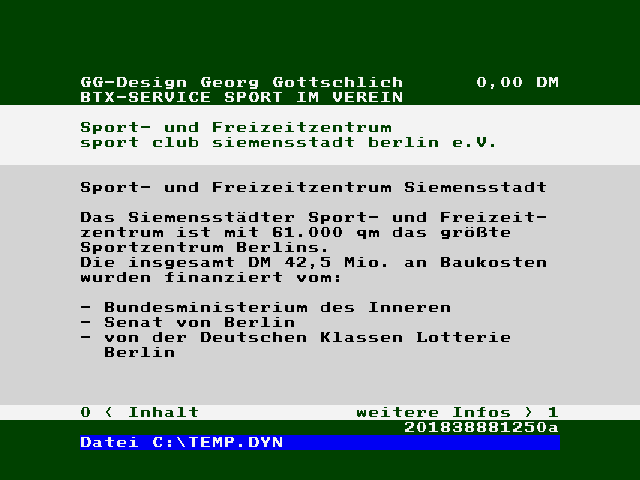 GG-Design Georg Gottschlich 0,00 DM
BTX-SERVICE SPORT IM VEREIN
Sport- und Freizeitzentrum
sport club siemensstadt berlin e.V.
Sport- und Freizeitzentrum Siemensstadt
Das Siemensstädter Sport- und Freizeit-
zentrum ist mit 61.000 qm das größte
Sportzentrum Berlins.
Die insgesamt DM 42,5 Mio. an Baukosten
wurden finanziert vom:
- Bundesministerium des Inneren
- Senat von Berlin
- von der Deutschen Klassen Lotterie
Berlin
0 < Inhalt weitere Infos > 1
201838881250a
Datei C:\TEMP.DYN